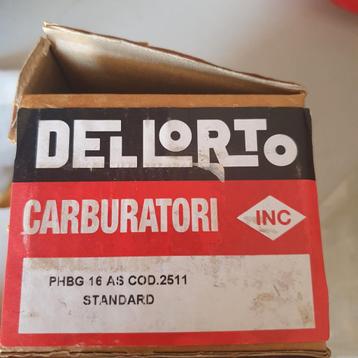 DELLORTO
CARBURATORI INC
PHBG 16 AS COD.2511
STANDARD